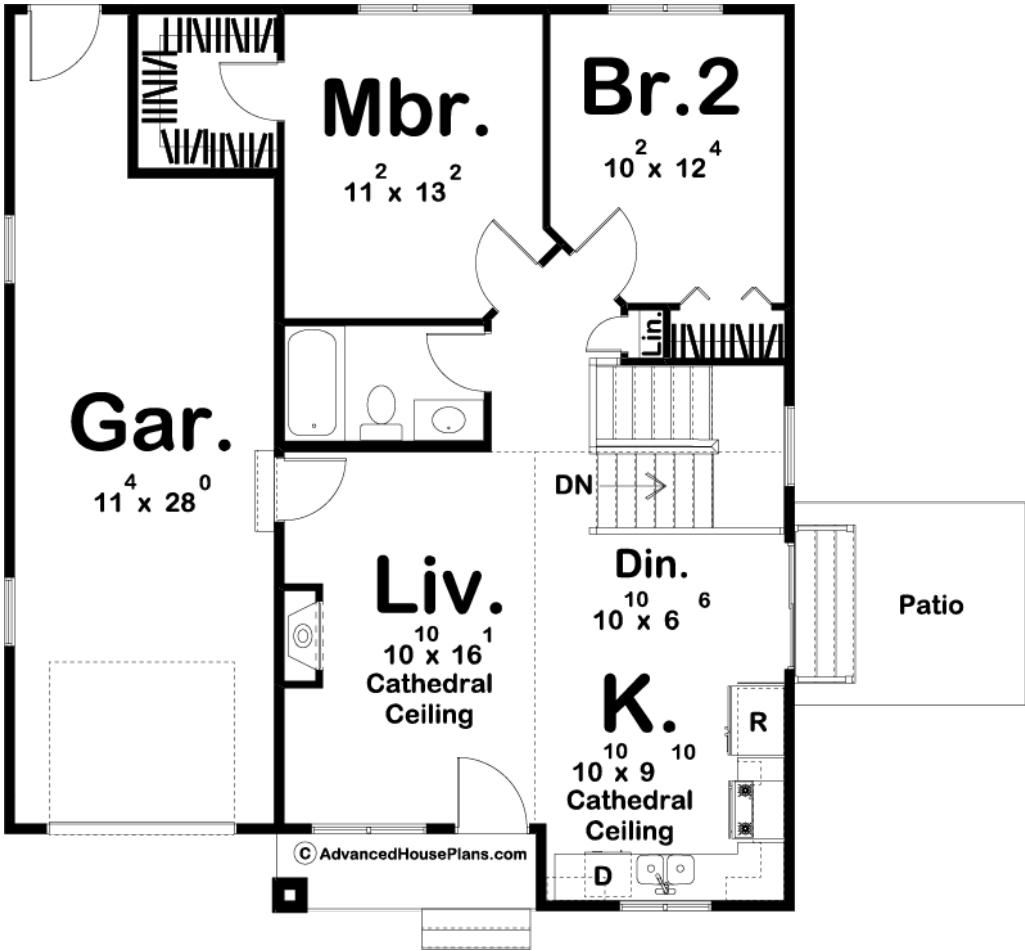 Mbr.
11² x 13²
Br.2
10² x 12⁴
Lin.
Gar.
11⁴ x 28⁰
DN
Liv.
10¹⁰ x 16¹
Cathedral
Ceiling
Din.
10¹⁰ x 6⁶
Patio
K.
10¹⁰ x 9¹⁰
Cathedral
Ceiling
R
D
© AdvancedHousePlans.com